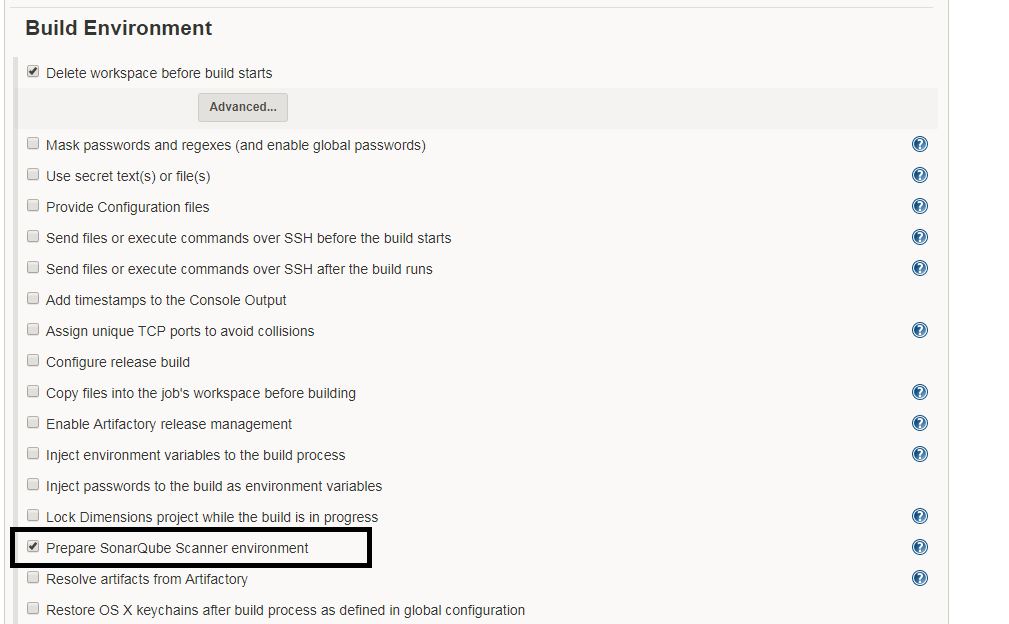 Build Environment
Delete workspace before build starts
Advanced...
Mask passwords and regexes (and enable global passwords)
Use secret text(s) or file(s)
Provide Configuration files
Send files or execute commands over SSH before the build starts
Send files or execute commands over SSH after the build runs
Add timestamps to the Console Output
Assign unique TCP ports to avoid collisions
Configure release build
Copy files into the job's workspace before building
Enable Artifactory release management
Inject environment variables to the build process
Inject passwords to the build as environment variables
Lock Dimensions project while the build is in progress
Prepare SonarQube Scanner environment
Resolve artifacts from Artifactory
Restore OS X keychains after build process as defined in global configuration